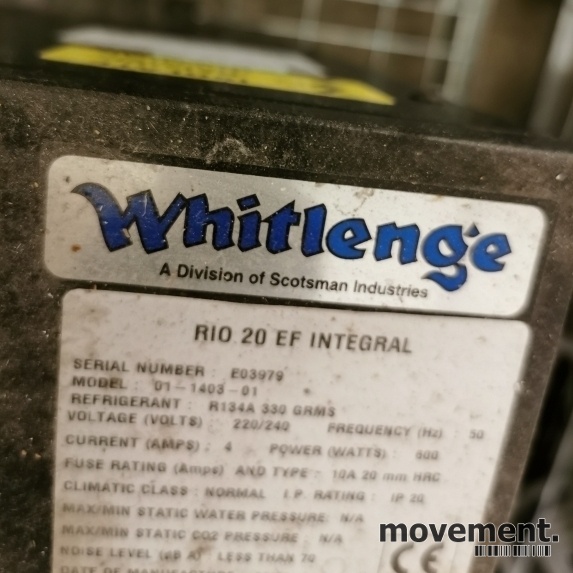 Whitlenge
A Division of Scotsman Industries
RIO 20 EF INTEGRAL
SERIAL NUMBER : E03979
MODEL : 01-1403-01
REFRIGERANT : R134A 330 GRMS
VOLTAGE (VOLTS) 220/240 FREQUENCY (Hz) : 50
CURRENT (AMPS) : 4 POWER (WATTS) : 600
FUSE RATING (Amps) AND TYPE : 10A 20 mm HRC
CLIMATIC CLASS : NORMAL I.P. RATING : IP 20
MAX/MIN STATIC WATER PRESSURE: N/A
MAX/MIN STATIC CO2 PRESSURE : N/A
NOISE LEVEL (dB A) LESS THAN 70
DATE OF MANUFACTURE
CE
movement.